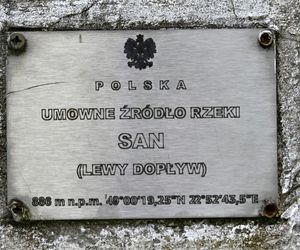 POLSKA
UMOWNE ŹRÓDŁO RZEKI
SAN
(LEWY DOPŁYW)
886 m n.p.m. 49°00'19,25"N 22°52'43,5"E